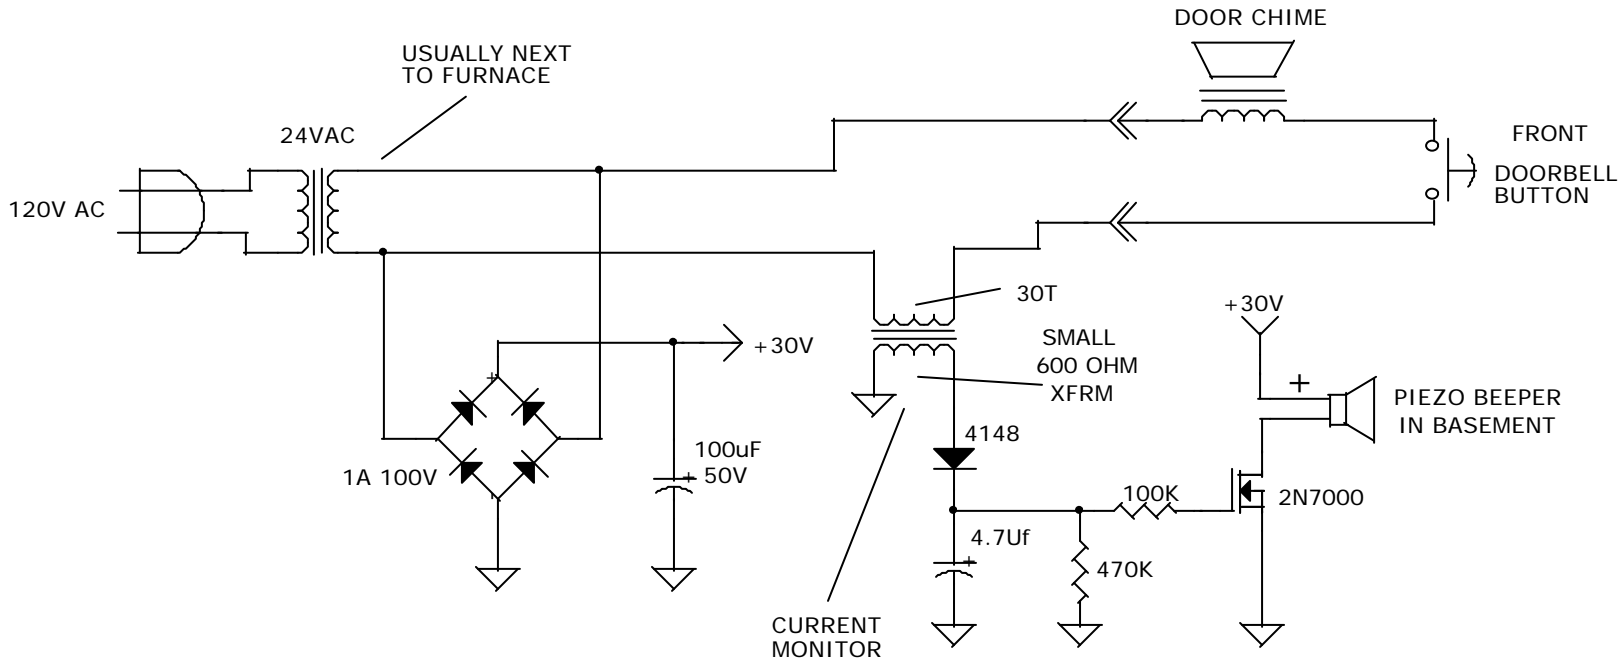 DOOR CHIME
USUALLY NEXT
TO FURNACE
24VAC
FRONT
DOORBELL
BUTTON
120V AC
30T
+30V
+30V
SMALL
600 OHM
XFRM
+
PIEZO BEEPER
IN BASEMENT
+
4148
1A 100V
100uF
+ 50V
100K
2N7000
4.7Uf
+
470K
CURRENT
MONITOR